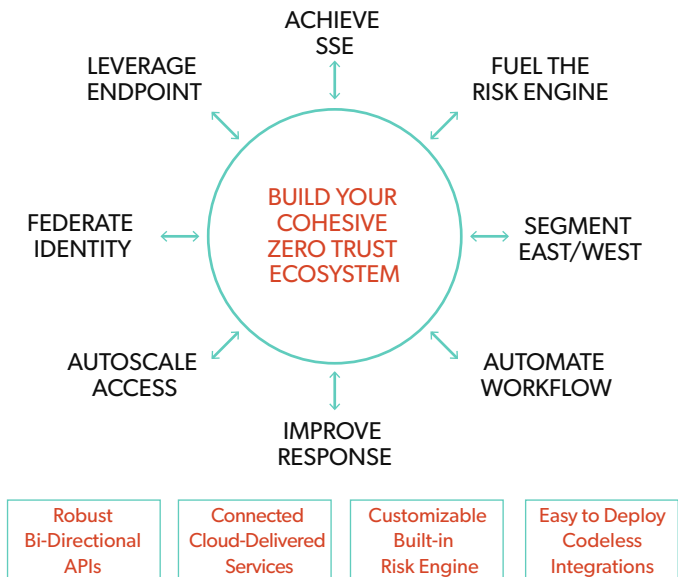 ACHIEVE
SSE
LEVERAGE
ENDPOINT
FUEL THE
RISK ENGINE
FEDERATE
IDENTITY
BUILD YOUR
COHESIVE
ZERO TRUST
ECOSYSTEM
SEGMENT
EAST/WEST
AUTOSCALE
ACCESS
AUTOMATE
WORKFLOW
IMPROVE
RESPONSE
Robust
Bi-Directional
APIs
Connected
Cloud-Delivered
Services
Customizable
Built-in
Risk Engine
Easy to Deploy
Codeless
Integrations